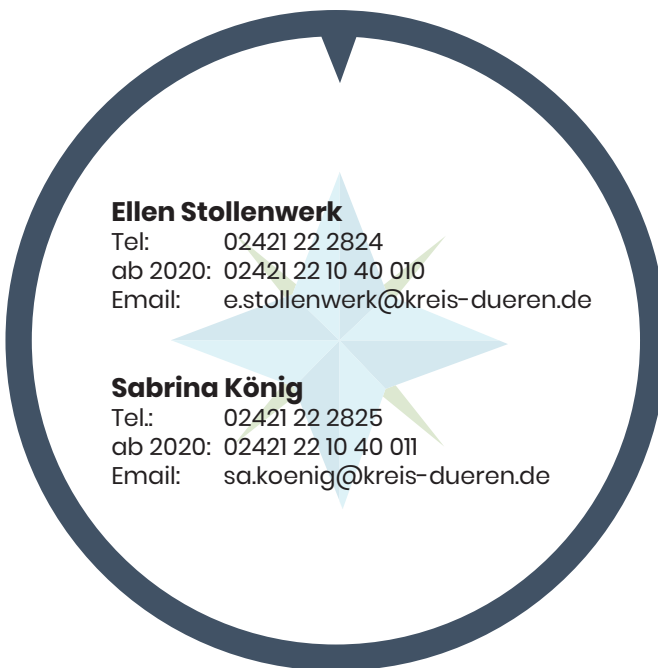 Ellen Stollenwerk
Tel: 02421 22 2824
ab 2020: 02421 22 10 40 010
Email: e.stollenwerk@kreis-dueren.de
Sabrina König
Tel.: 02421 22 2825
ab 2020: 02421 22 10 40 011
Email: sa.koenig@kreis-dueren.de